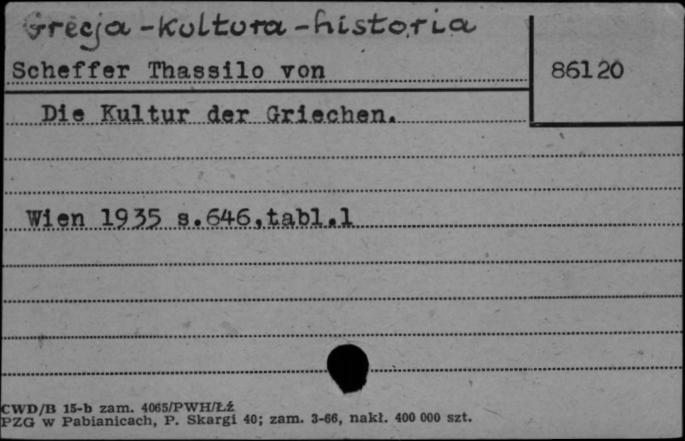 Grecja - kultura - historia
Scheffer Thassilo von
86120
Die Kultur der Griechen.
Wien 1935 s.646,tabl.1
CWD/B 15-b zam. 4065/PWH/Łź
PZG w Pabianicach, P. Skargi 40; zam. 3-66, nakł. 400 000 szt.